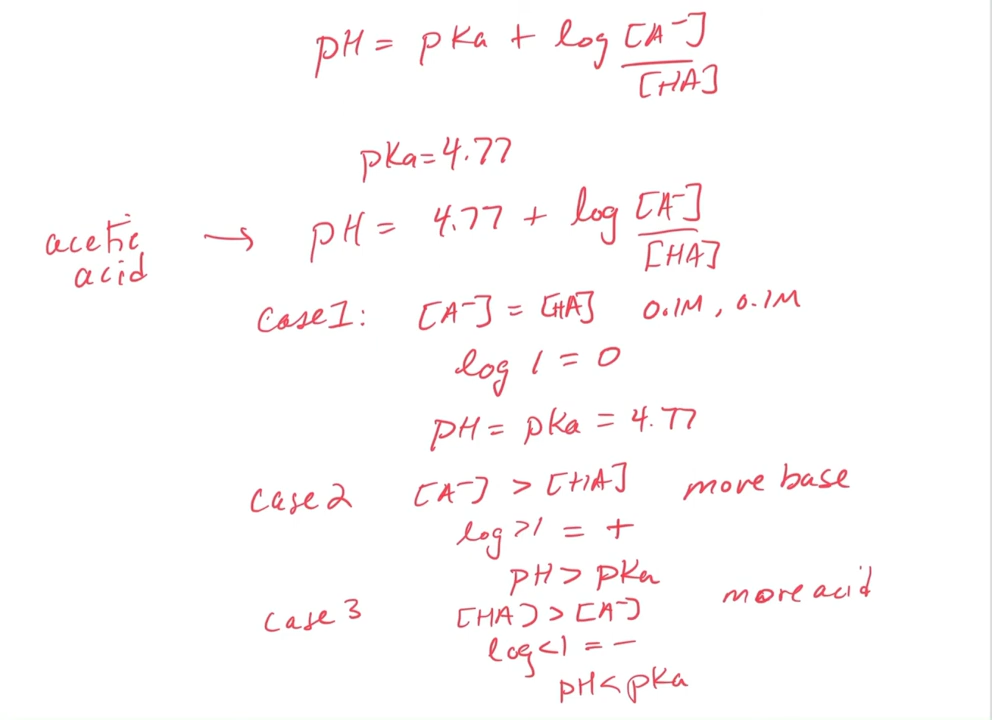 pH = pKa + log [A⁻]/[HA]
pKa = 4.77
acetic acid → pH = 4.77 + log [A⁻]/[HA]
Case 1: [A⁻] = [HA] 0.1M, 0.1M
log 1 = 0
pH = pKa = 4.77
Case 2 [A⁻] > [HA] more base
log >1 = +
pH > pKa
Case 3 [HA] > [A⁻] more acid
log <1 = -
pH < pKa